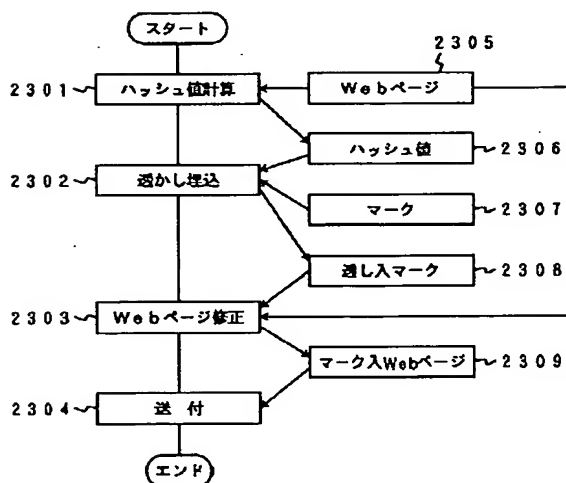 スタート
2305
2301
ハッシュ値計算
Webページ
ハッシュ値
2306
2302
透かし埋込
マーク
2307
透し入マーク
2308
2303
Webページ修正
マーク入Webページ
2309
2304
送 付
エンド